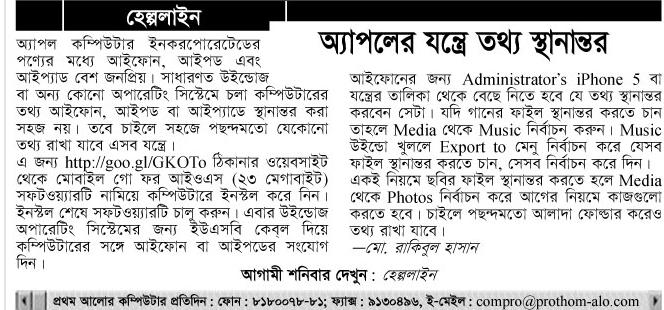 হেল্পলাইন
অ্যাপলের যন্ত্রে তথ্য স্থানান্তর
অ্যাপল কম্পিউটার ইনকরপোরেটেডের
পণ্যের মধ্যে আইফোন, আইপড এবং
আইপ্যাড বেশ জনপ্রিয়। সাধারণত উইন্ডোজ
বা অন্য কোনো অপারেটিং সিস্টেমে চলা কম্পিউটারের
তথ্য আইফোন, আইপড বা আইপ্যাডে স্থানান্তর করা
সহজ নয়। তবে চাইলে সহজে পছন্দমতো যেকোনো
তথ্য রাখা যাবে এসব যন্ত্রে।
এ জন্য http://goo.gl/GKOTo ঠিকানার ওয়েবসাইট
থেকে মোবাইল গো ফর আইওএস (২৩ মেগাবাইট)
সফটওয়্যারটি নামিয়ে কম্পিউটারে ইনস্টল করে নিন।
ইনস্টল শেষে সফটওয়্যারটি চালু করুন। এবার উইন্ডোজ
অপারেটিং সিস্টেমের জন্য ইউএসবি কেব্‌ল দিয়ে
কম্পিউটারের সঙ্গে আইফোন বা আইপডের সংযোগ
দিন।
আইফোনের জন্য Administrator's iPhone 5 বা
যন্ত্রের তালিকা থেকে বেছে নিতে হবে যে তথ্য স্থানান্তর
করবেন সেটা। যদি গানের ফাইল স্থানান্তর করতে চান
তাহলে Media থেকে Music নির্বাচন করুন। Music
উইন্ডো খুললে Export to মেনু নির্বাচন করে যেসব
ফাইল স্থানান্তর করতে চান, সেসব নির্বাচন করে দিন।
একই নিয়মে ছবির ফাইল স্থানান্তর করতে হলে Media
থেকে Photos নির্বাচন করে আগের নিয়মে কাজগুলো
করতে হবে। চাইলে পছন্দমতো আলাদা ফোল্ডার করেও
তথ্য রাখা যাবে।
—মো. রাকিবুল হাসান
আগামী শনিবার দেখুন : হেল্পলাইন
প্রথম আলোর কম্পিউটার প্রতিদিন : ফোন : ৮১৮০০৭৮-৮১; ফ্যাক্স : ৯১৩০৪৯৬, ই-মেইল : compro@prothom-alo.com